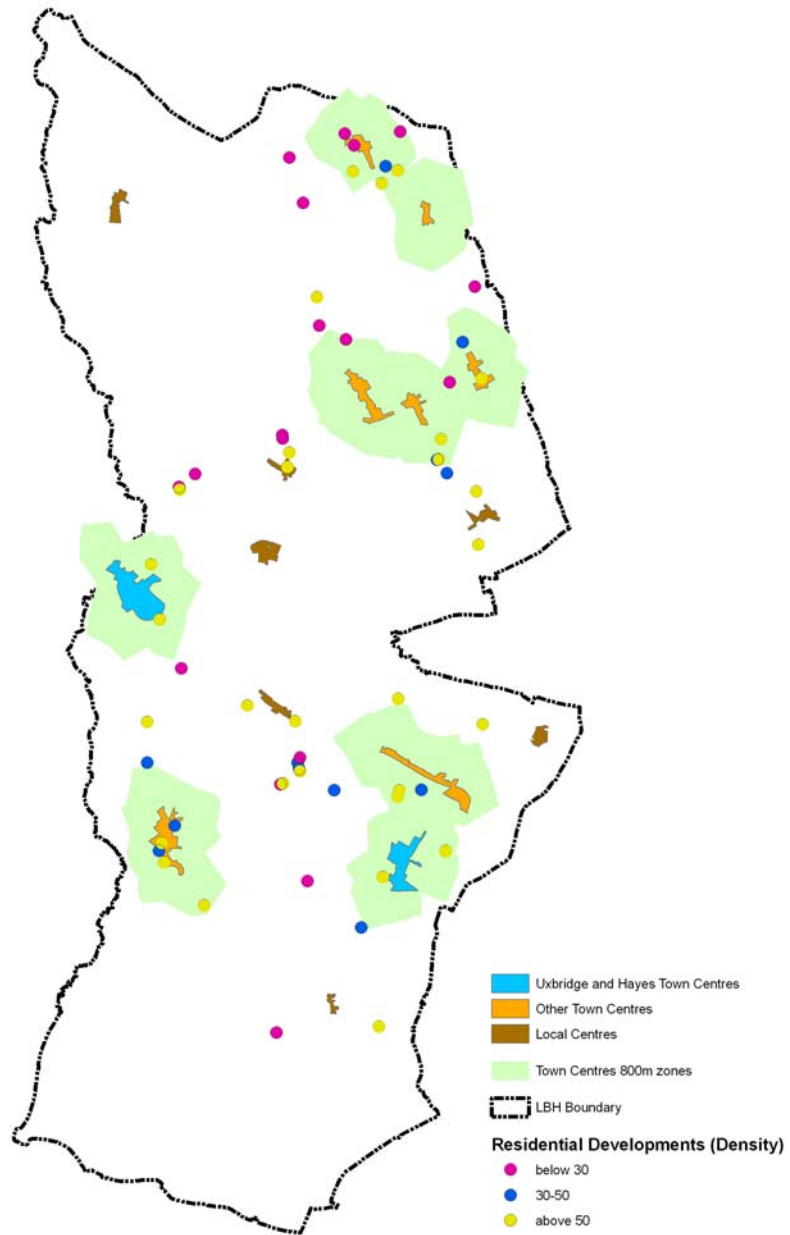 Uxbridge and Hayes Town Centres
Other Town Centres
Local Centres
Town Centres 800m zones
LBH Boundary
Residential Developments (Density)
below 30
30-50
above 50